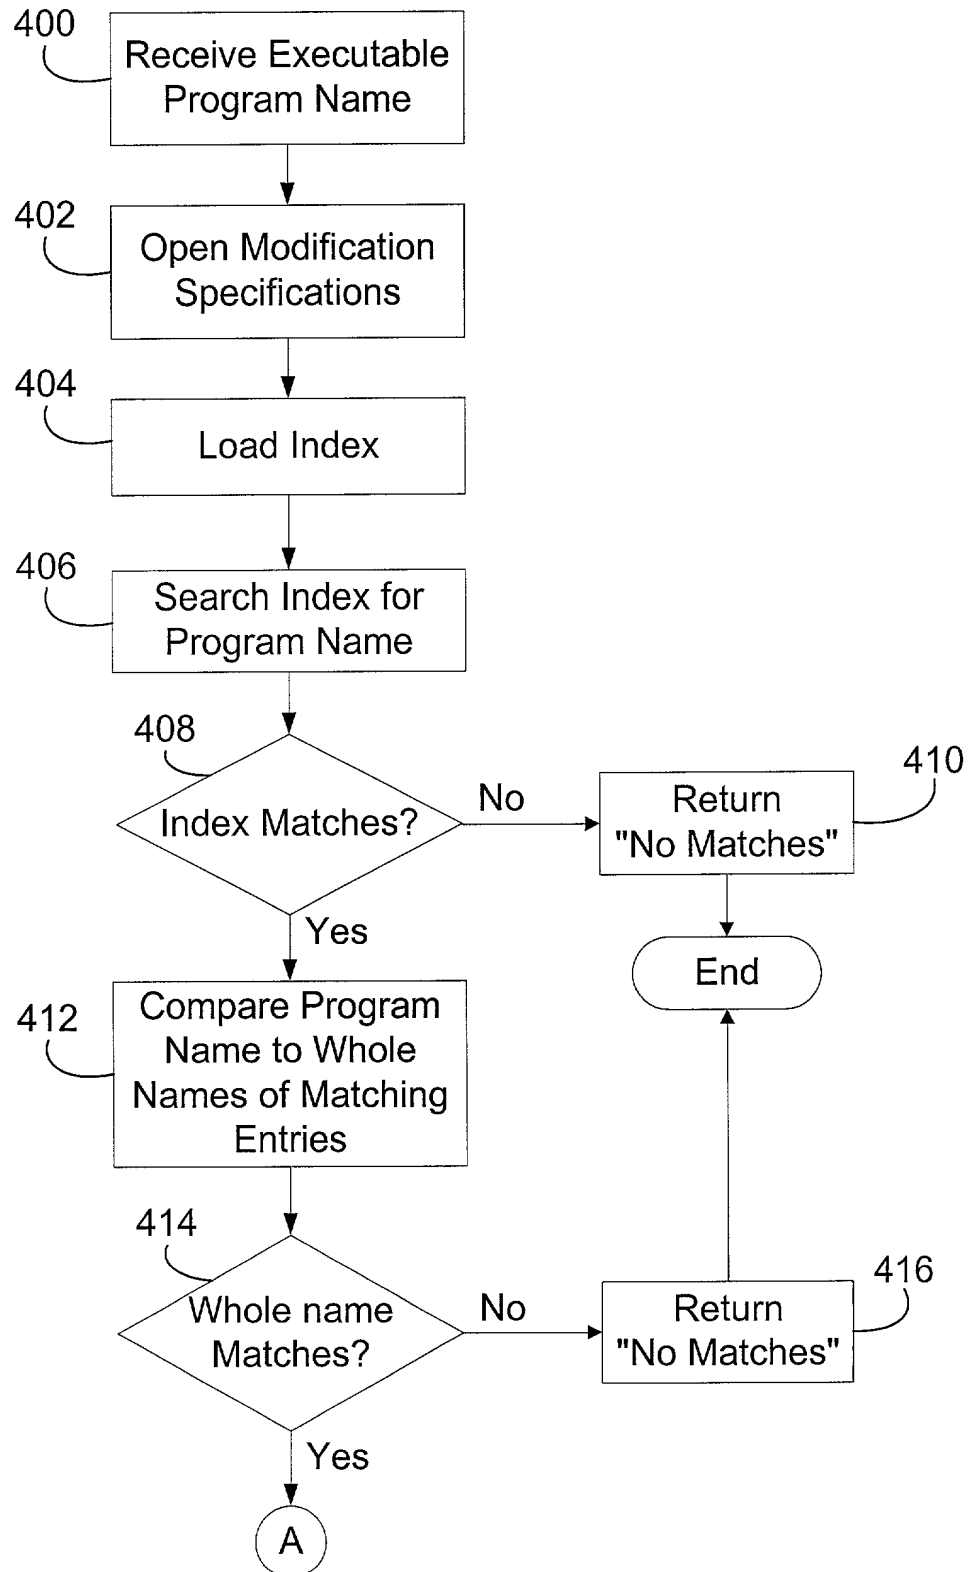 400
Receive Executable
Program Name
402
Open Modification
Specifications
404
Load Index
406
Search Index for
Program Name
408
Index Matches?
No
410
Return
"No Matches"
Yes
End
412
Compare Program
Name to Whole
Names of Matching
Entries
414
Whole name
Matches?
No
416
Return
"No Matches"
Yes
A